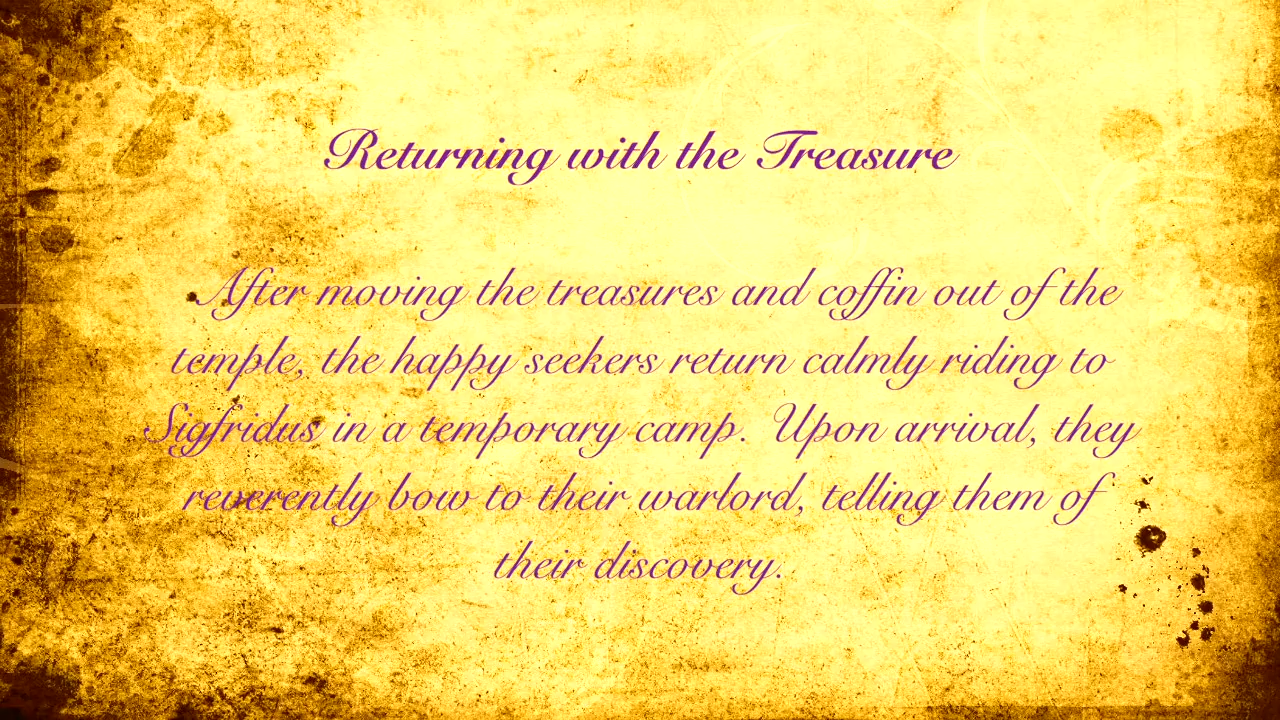 Returning with the Treasure
After moving the treasures and coffin out of the
temple, the happy seekers return calmly riding to
Sigfridus in a temporary camp. Upon arrival, they
reverently bow to their warlord, telling them of
their discovery.